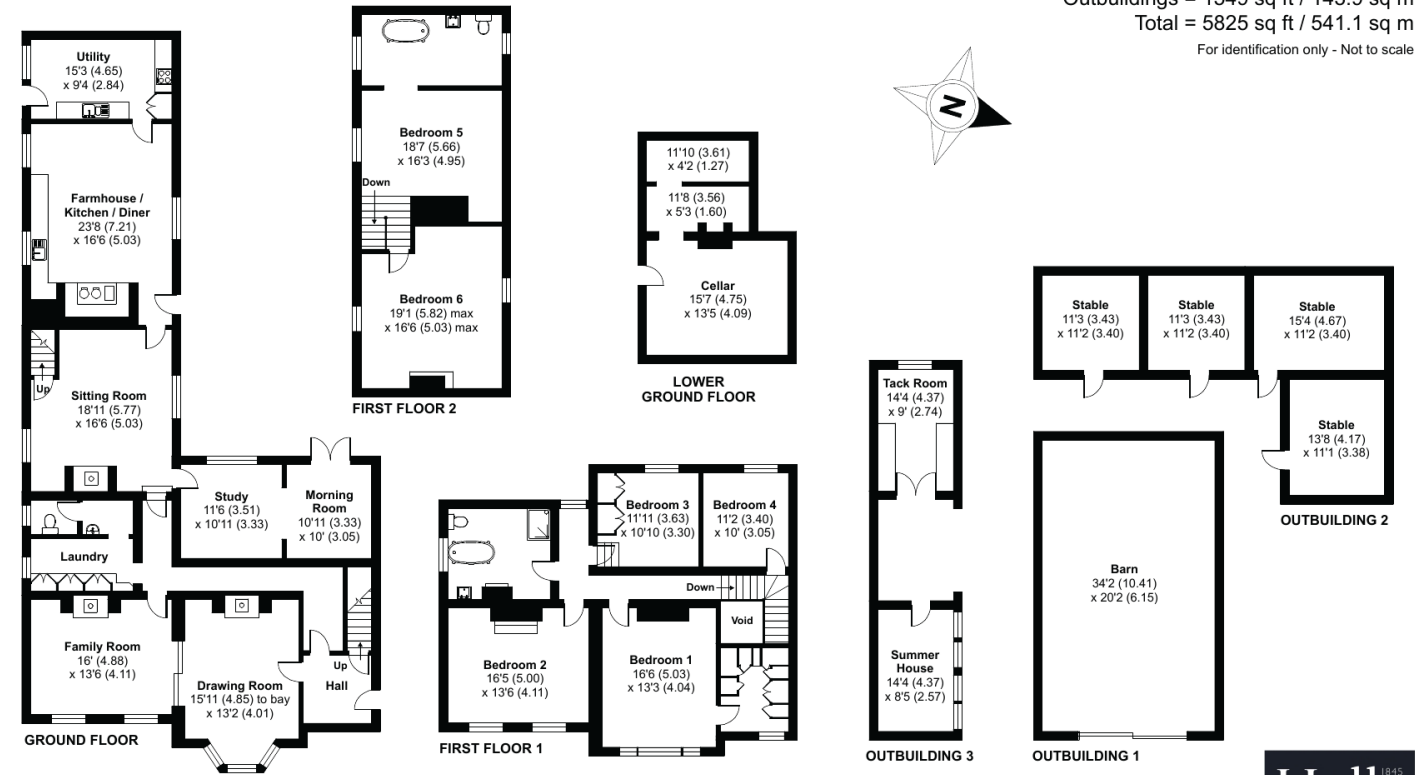 Total = 5825 sq ft / 541.1 sq m
For identification only - Not to scale
N
Utility
15'3 (4.65)
x 9'4 (2.84)
Farmhouse /
Kitchen / Diner
23'8 (7.21)
x 16'6 (5.03)
Up
Sitting Room
18'11 (5.77)
x 16'6 (5.03)
Study
11'6 (3.51)
x 10'11 (3.33)
Morning
Room
10'11 (3.33)
x 10' (3.05)
Laundry
Family Room
16' (4.88)
x 13'6 (4.11)
Drawing Room
15'11 (4.85) to bay
x 13'2 (4.01)
Up
Hall
GROUND FLOOR
Bedroom 5
18'7 (5.66)
x 16'3 (4.95)
Down
Bedroom 6
19'1 (5.82) max
x 16'6 (5.03) max
FIRST FLOOR 2
11'10 (3.61)
x 4'2 (1.27)
11'8 (3.56)
x 5'3 (1.60)
Cellar
15'7 (4.75)
x 13'5 (4.09)
LOWER
GROUND FLOOR
Bedroom 3
11'11 (3.63)
x 10'10 (3.30)
Bedroom 4
11'2 (3.40)
x 10' (3.05)
Down
Void
Bedroom 2
16'5 (5.00)
x 13'6 (4.11)
Bedroom 1
16'6 (5.03)
x 13'3 (4.04)
FIRST FLOOR 1
Tack Room
14'4 (4.37)
x 9' (2.74)
Summer
House
14'4 (4.37)
x 8'5 (2.57)
OUTBUILDING 3
Stable
11'3 (3.43)
x 11'2 (3.40)
Stable
11'3 (3.43)
x 11'2 (3.40)
Stable
15'4 (4.67)
x 11'2 (3.40)
Stable
13'8 (4.17)
x 11'1 (3.38)
OUTBUILDING 2
Barn
34'2 (10.41)
x 20'2 (6.15)
OUTBUILDING 1
1845